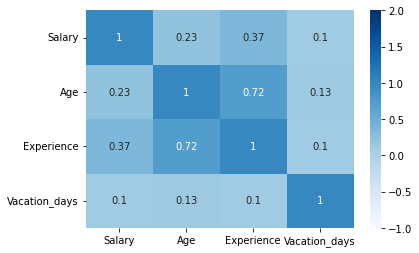 Salary 1 0.23 0.37 0.1
Age 0.23 1 0.72 0.13
Experience 0.37 0.72 1 0.1
Vacation_days 0.1 0.13 0.1 1
Salary Age Experience Vacation_days
2.0
1.5
1.0
0.5
0.0
−0.5
−1.0